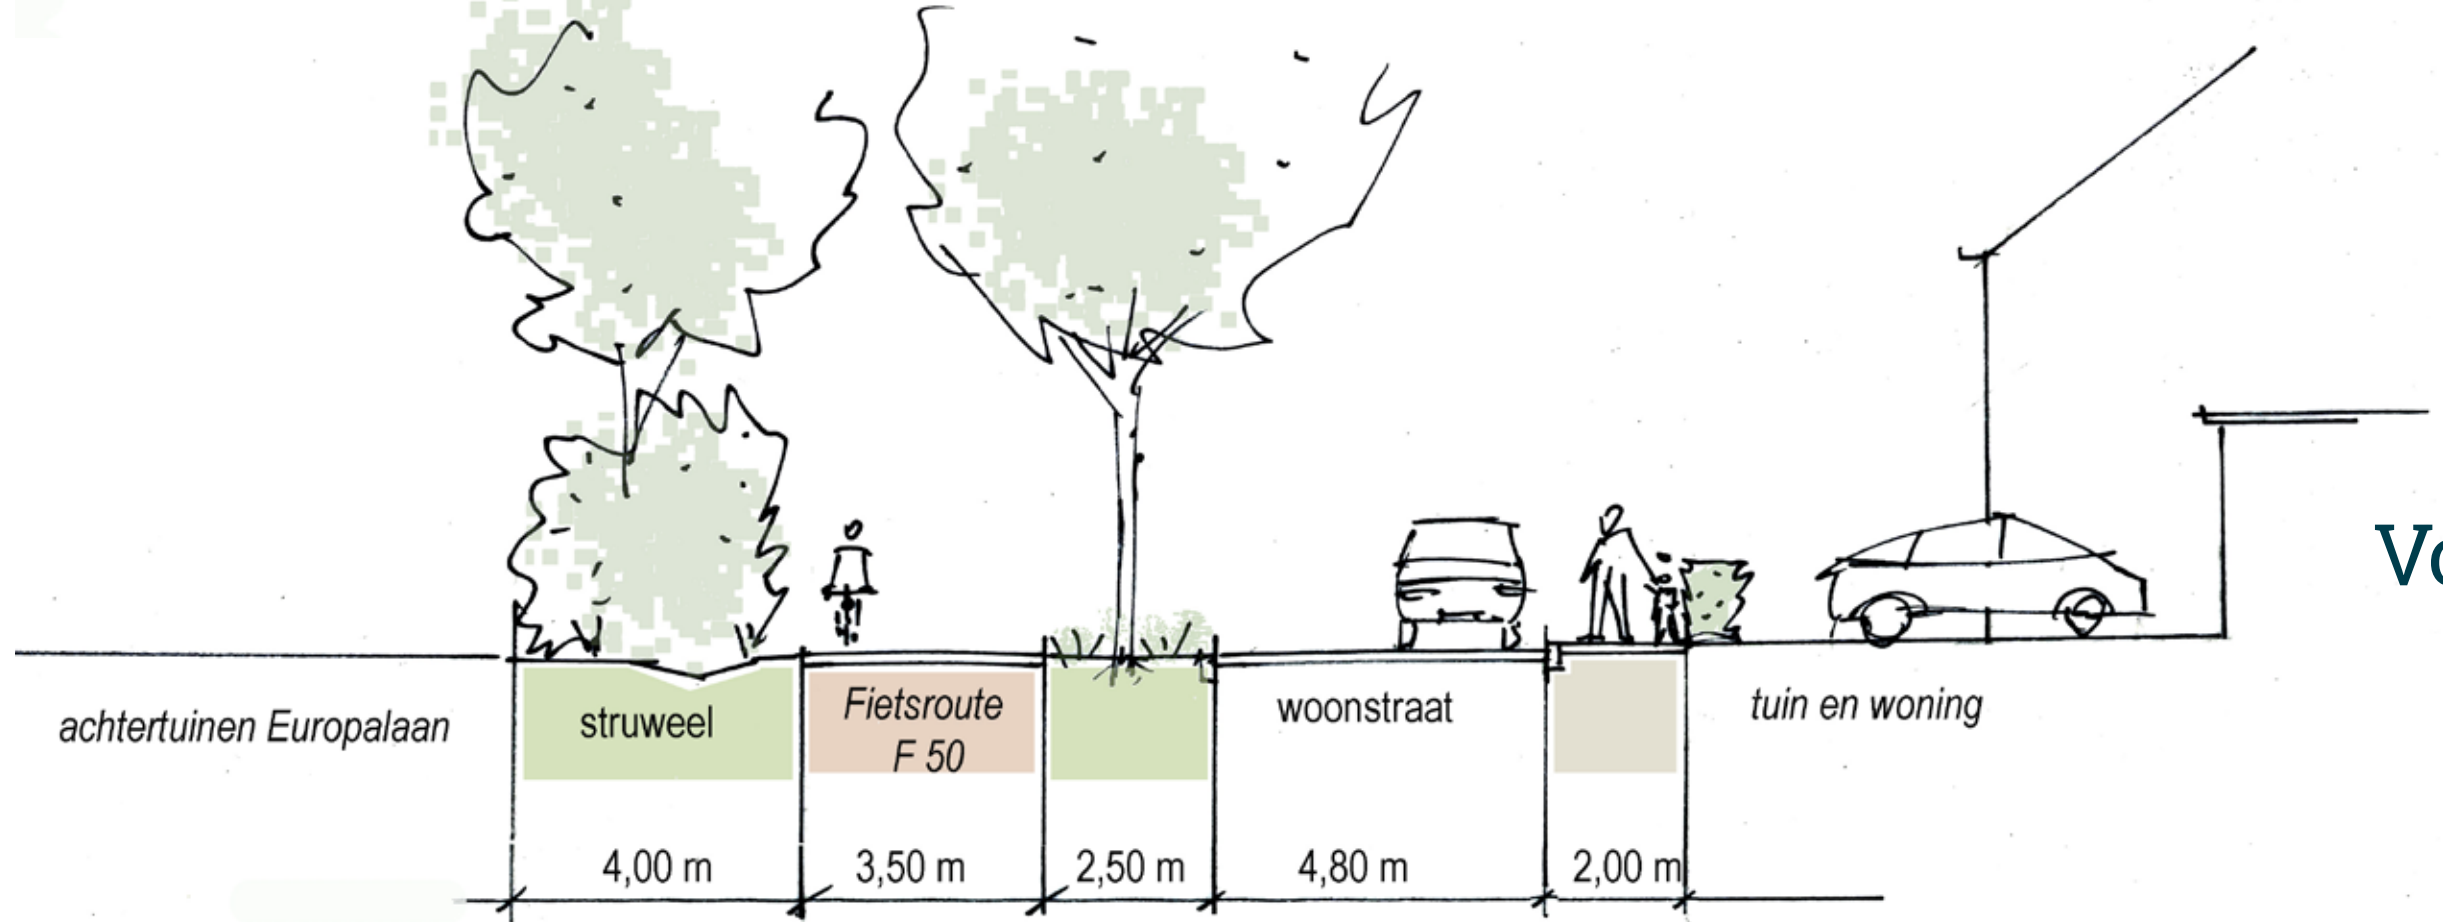 achtertuinen Europalaan
struweel
Fietsroute
F 50
woonstraat
tuin en woning
4,00 m
3,50 m
2,50 m
4,80 m
2,00 m